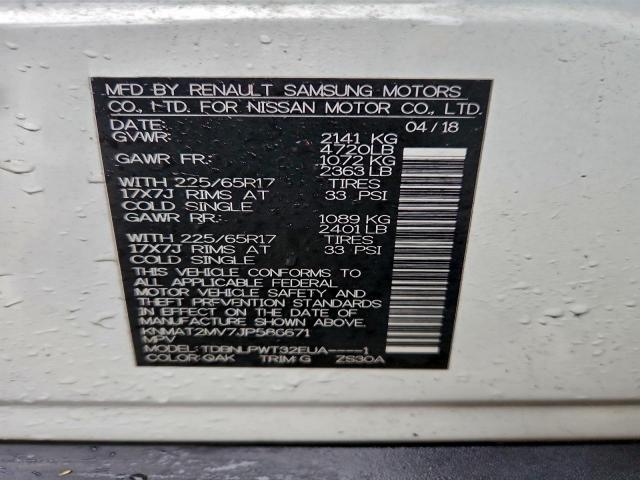 MFD BY RENAULT SAMSUNG MOTORS
CO., LTD. FOR NISSAN MOTOR CO., LTD.
DATE: 04/18
GVWR: 2141 KG
4720LB
GAWR FR: 1072 KG
2363 LB
WITH 225/65R17 TIRES
17X7J RIMS AT 33 PSI
COLD SINGLE
GAWR RR: 1089 KG
2401 LB
WITH 225/65R17 TIRES
17X7J RIMS AT 33 PSI
COLD SINGLE
THIS VEHICLE CONFORMS TO
ALL APPLICABLE FEDERAL
MOTOR VEHICLE SAFETY AND
THEFT PREVENTION STANDARDS
IN EFFECT ON THE DATE OF
MANUFACTURE SHOWN ABOVE.
KNMAT2MV7JP586671
MPV
MODEL: TDBNLPWT32EUA----1
COLOR: QAK TRIM: G ZS30A